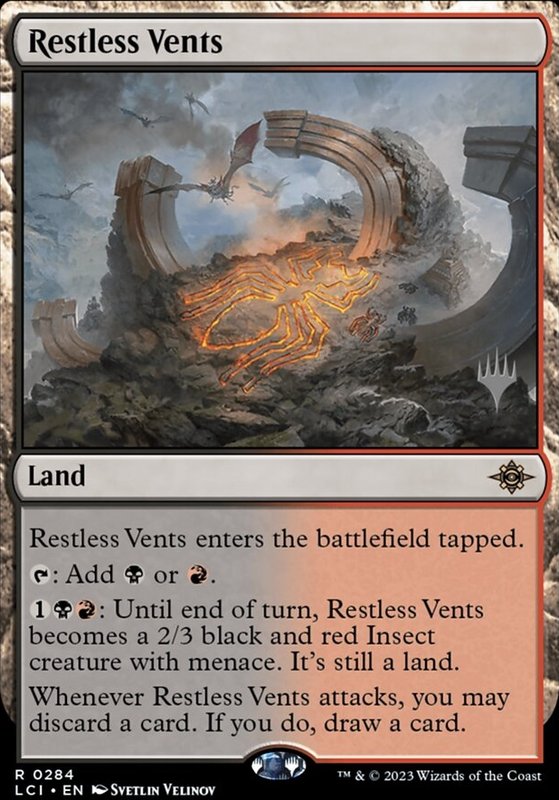 Restless Vents
Land
Restless Vents enters the battlefield tapped.
: Add or .
1: Until end of turn, Restless Vents
becomes a 2/3 black and red Insect
creature with menace. It's still a land.
Whenever Restless Vents attacks, you may
discard a card. If you do, draw a card.
R 0284
LCI • EN Svetlin Velinov
™ & © 2023 Wizards of the Coast